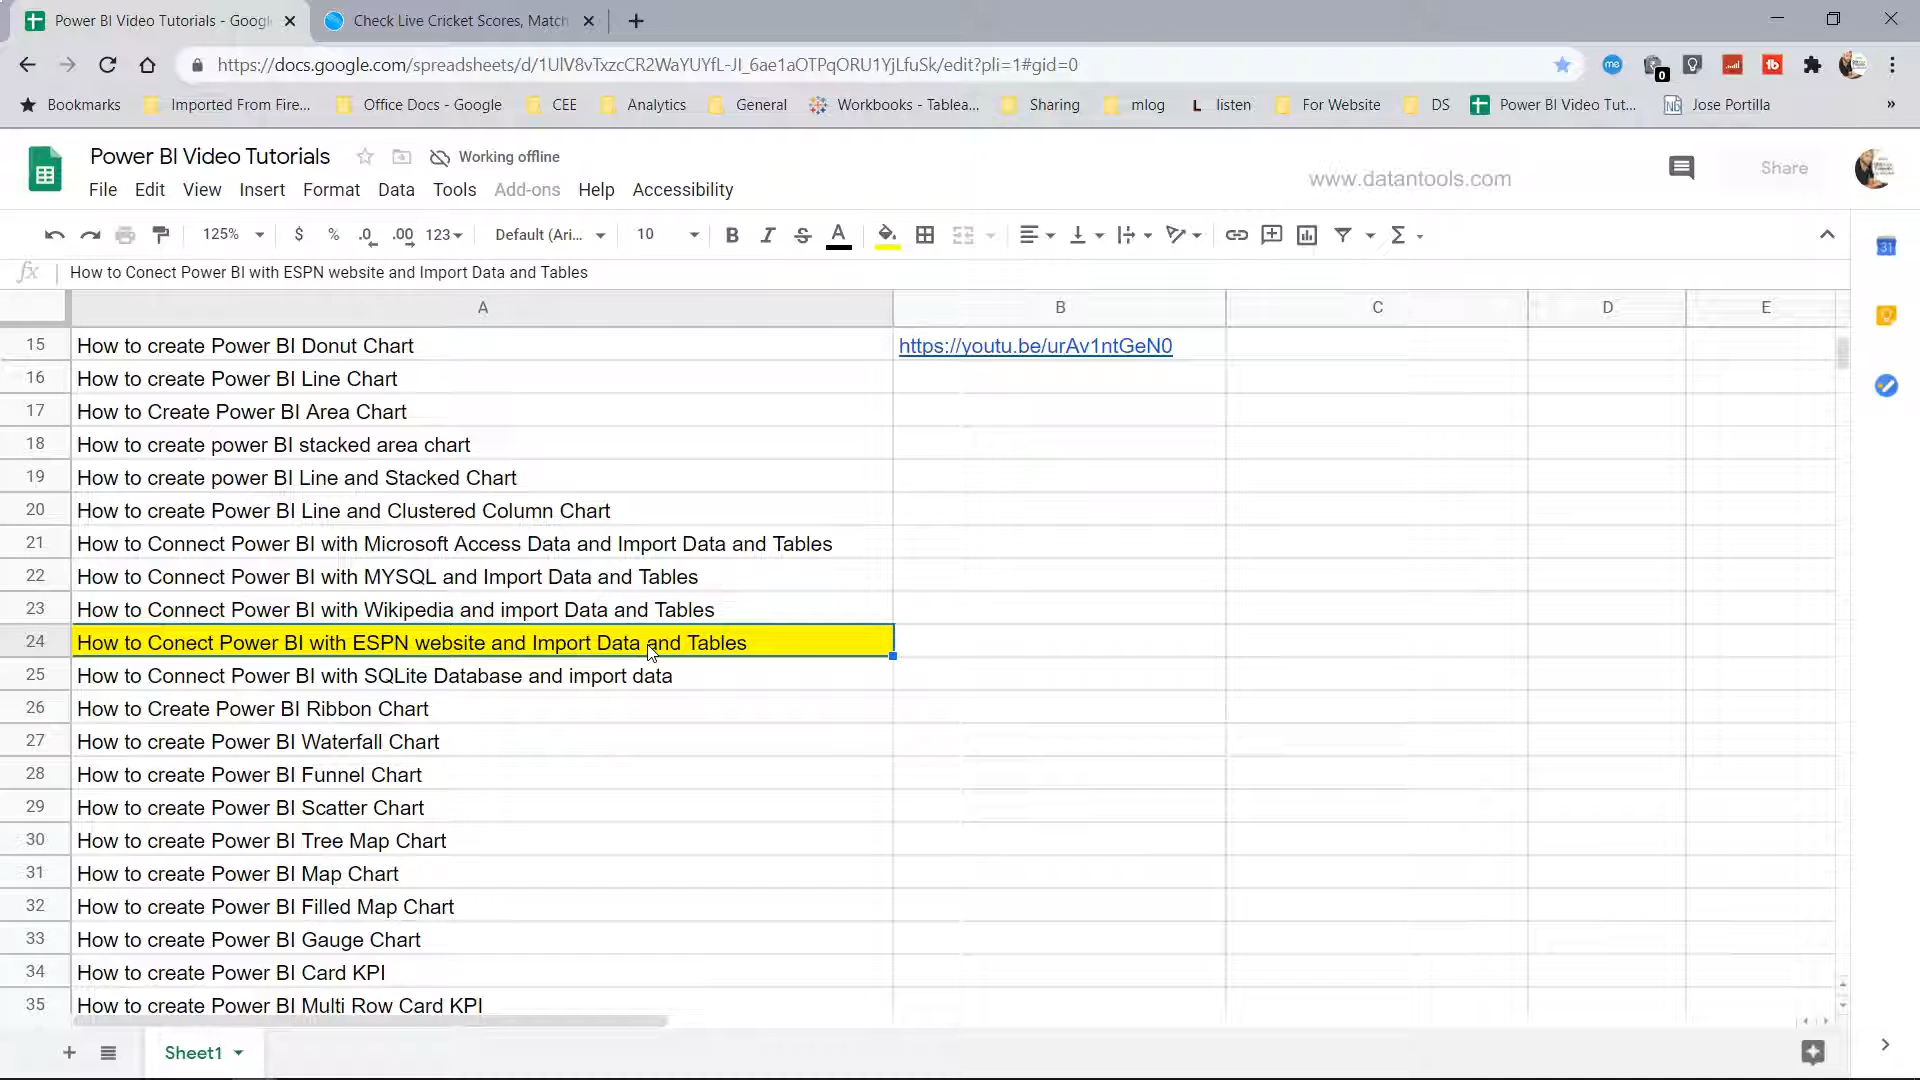 Power BI Video Tutorials - Googl
Check Live Cricket Scores, Match
https://docs.google.com/spreadsheets/d/1UlV8vTxzcCR2WaYUYfL-JI_6ae1aOTPqORU1YjLfuSk/edit?pli=1#gid=0
me
0
tb
Bookmarks
Imported From Fire...
Office Docs - Google
CEE
Analytics
General
Workbooks - Tablea...
Sharing
mlog
L listen
For Website
DS
Power BI Video Tut...
Nb Jose Portilla
»
Power BI Video Tutorials
Working offline
www.datantools.com
Share
File Edit View Insert Format Data Tools Add-ons Help Accessibility
125% $ % .0 .00 123 Default (Ari... 10 B I S A Σ
31
fx How to Conect Power BI with ESPN website and Import Data and Tables
A B C D E
15 How to create Power BI Donut Chart https://youtu.be/urAv1ntGeN0
16 How to create Power BI Line Chart
17 How to Create Power BI Area Chart
18 How to create power BI stacked area chart
19 How to create power BI Line and Stacked Chart
20 How to create Power BI Line and Clustered Column Chart
21 How to Connect Power BI with Microsoft Access Data and Import Data and Tables
22 How to Connect Power BI with MYSQL and Import Data and Tables
23 How to Connect Power BI with Wikipedia and import Data and Tables
24 How to Conect Power BI with ESPN website and Import Data and Tables
25 How to Connect Power BI with SQLite Database and import data
26 How to Create Power BI Ribbon Chart
27 How to create Power BI Waterfall Chart
28 How to create Power BI Funnel Chart
29 How to create Power BI Scatter Chart
30 How to create Power BI Tree Map Chart
31 How to create Power BI Map Chart
32 How to create Power BI Filled Map Chart
33 How to create Power BI Gauge Chart
34 How to create Power BI Card KPI
35 How to create Power BI Multi Row Card KPI
Sheet1